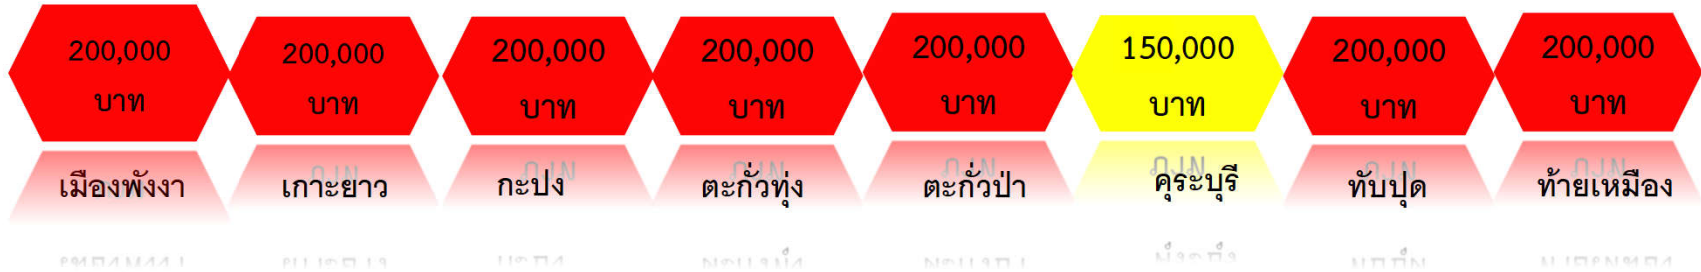 200,000
บาท
200,000
บาท
200,000
บาท
200,000
บาท
200,000
บาท
150,000
บาท
200,000
บาท
200,000
บาท
เมืองพังงา
เกาะยาว
กะปง
ตะกั่วทุ่ง
ตะกั่วป่า
คุระบุรี
ทับปุด
ท้ายเหมือง